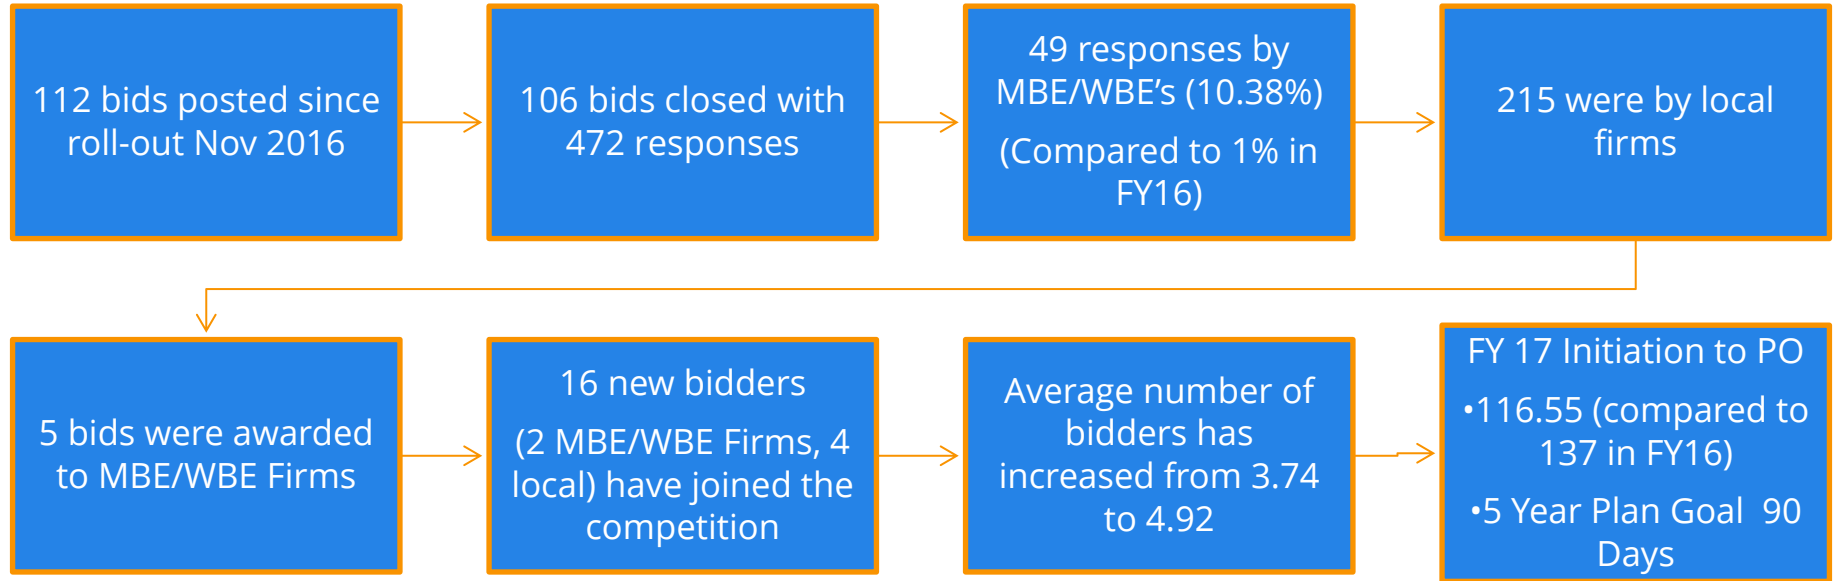 112 bids posted since
roll-out Nov 2016
106 bids closed with
472 responses
49 responses by
MBE/WBE’s (10.38%)
(Compared to 1% in
FY16)
215 were by local
firms
5 bids were awarded
to MBE/WBE Firms
16 new bidders
(2 MBE/WBE Firms, 4
local) have joined the
competition
Average number of
bidders has
increased from 3.74
to 4.92
FY 17 Initiation to PO
•116.55 (compared to
137 in FY16)
•5 Year Plan Goal  90
Days